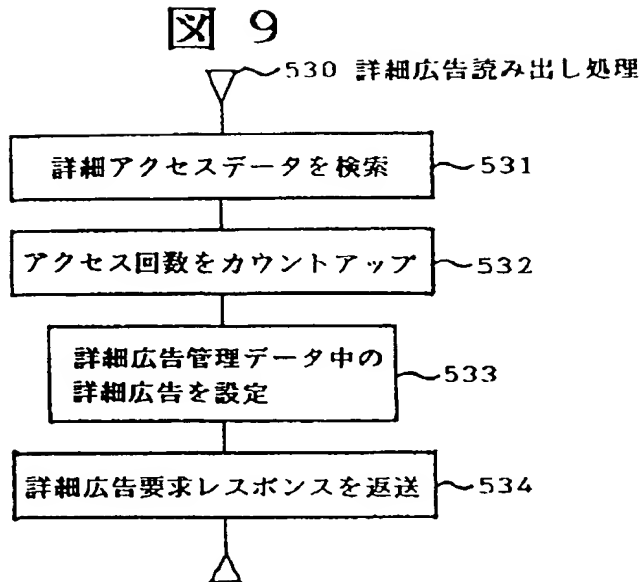 図 9
530 詳細広告読み出し処理
詳細アクセスデータを検索 531
アクセス回数をカウントアップ 532
詳細広告管理データ中の
詳細広告を設定 533
詳細広告要求レスポンスを返送 534